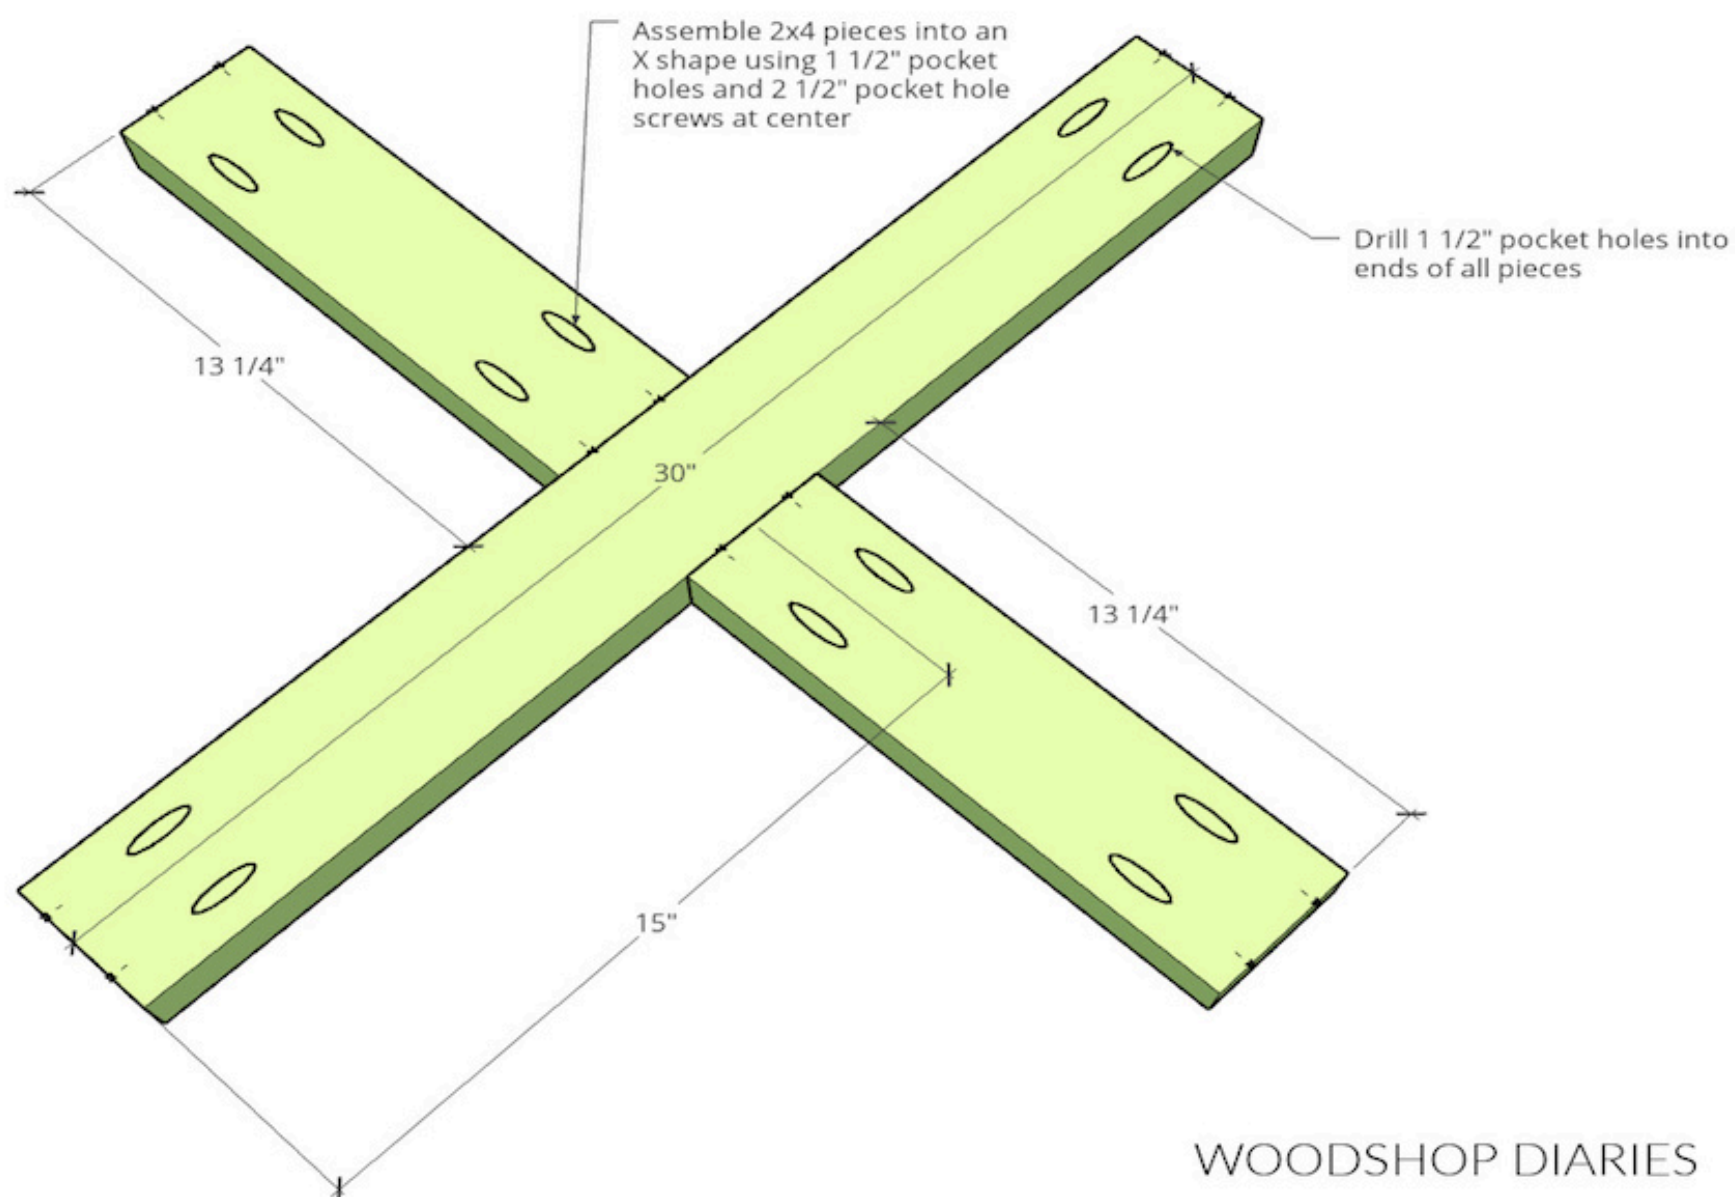 Assemble 2x4 pieces into an
X shape using 1 1/2" pocket
holes and 2 1/2" pocket hole
screws at center
Drill 1 1/2" pocket holes into
ends of all pieces
13 1/4"
30"
13 1/4"
15"
WOODSHOP DIARIES